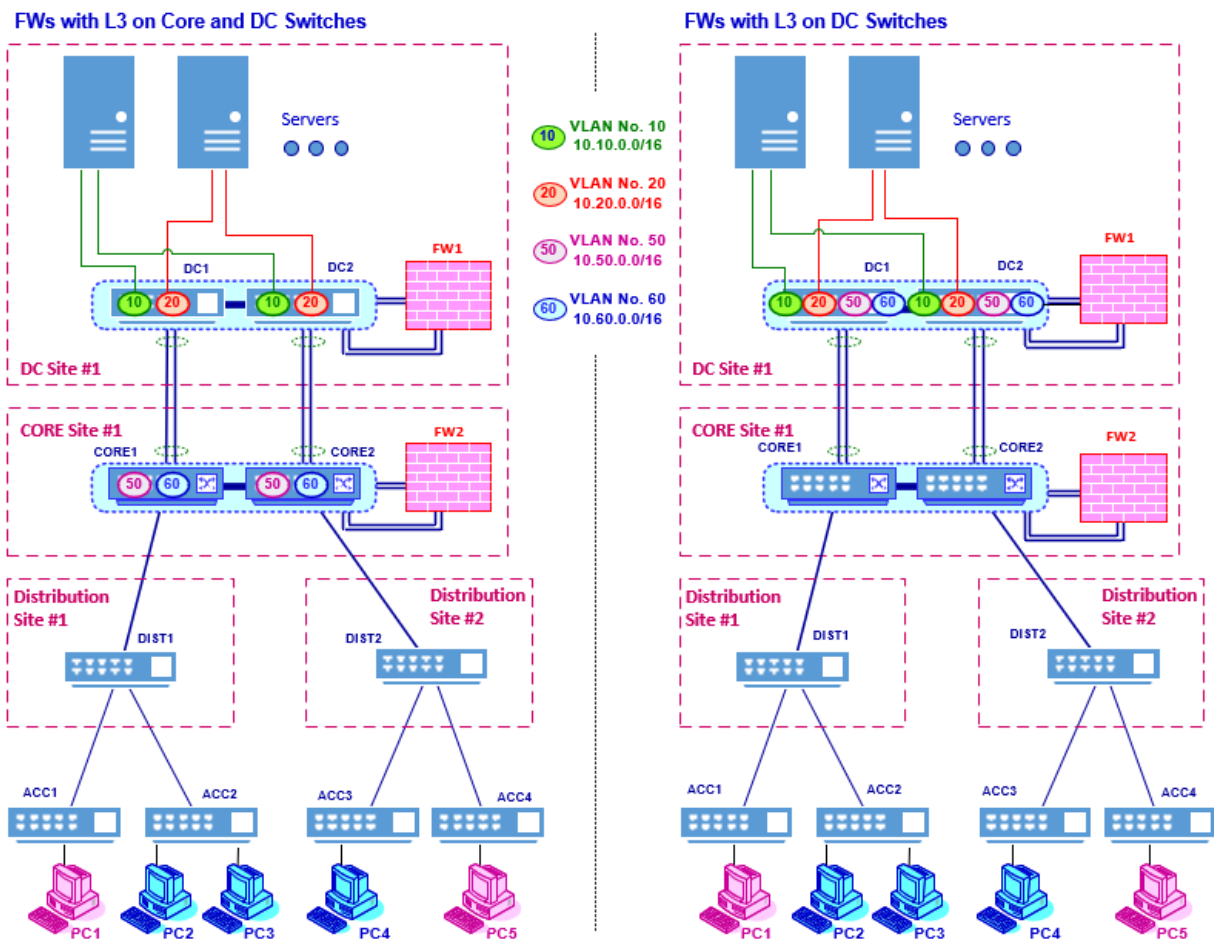 FWs with L3 on Core and DC Switches
Servers
FW1
DC1
DC2
10
20
10
20
DC Site #1
CORE Site #1
FW2
CORE1
CORE2
50
60
50
60
Distribution
Site #1
DIST1
Distribution
Site #2
DIST2
ACC1
ACC2
ACC3
ACC4
PC1
PC2
PC3
PC4
PC5
10
VLAN No. 10
10.10.0.0/16
20
VLAN No. 20
10.20.0.0/16
50
VLAN No. 50
10.50.0.0/16
60
VLAN No. 60
10.60.0.0/16
FWs with L3 on DC Switches
Servers
FW1
DC1
DC2
10
20
50
60
10
20
50
60
DC Site #1
CORE Site #1
FW2
CORE1
CORE2
Distribution
Site #1
DIST1
Distribution
Site #2
DIST2
ACC1
ACC2
ACC3
ACC4
PC1
PC2
PC3
PC4
PC5